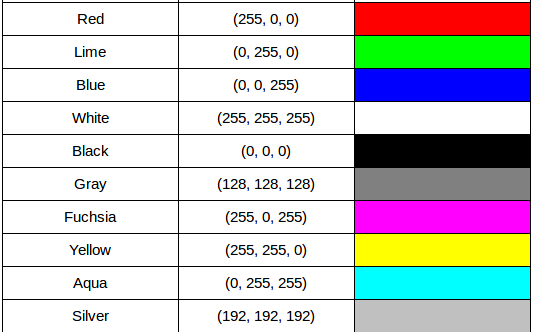 Red (255, 0, 0)
Lime (0, 255, 0)
Blue (0, 0, 255)
White (255, 255, 255)
Black (0, 0, 0)
Gray (128, 128, 128)
Fuchsia (255, 0, 255)
Yellow (255, 255, 0)
Aqua (0, 255, 255)
Silver (192, 192, 192)